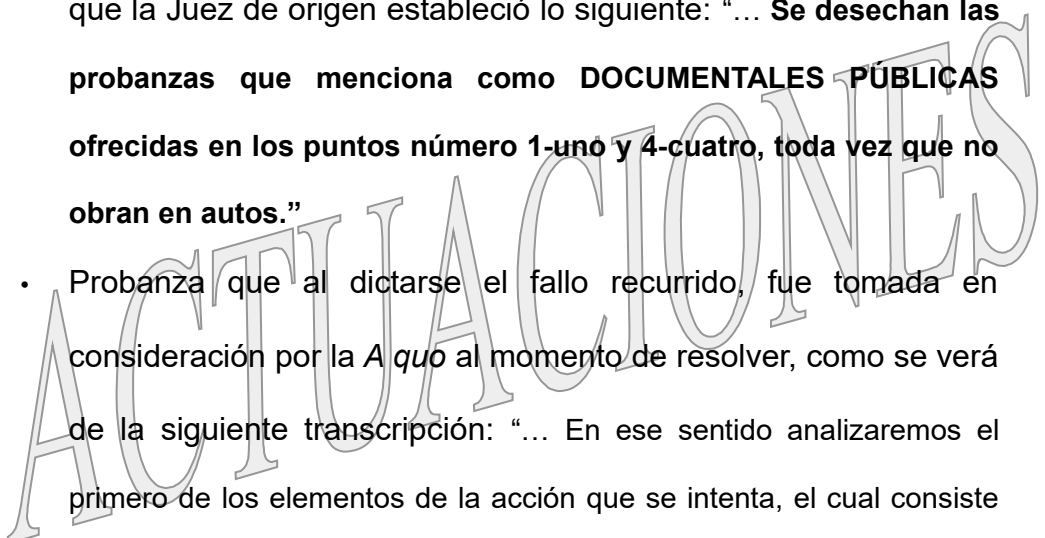 que la Juez de origen estableció lo siguiente: “… Se desechan las
probanzas que menciona como DOCUMENTALES PÚBLICAS
ofrecidas en los puntos número 1-uno y 4-cuatro, toda vez que no
obran en autos.”
• Probanza que al dictarse el fallo recurrido, fue tomada en
consideración por la A quo al momento de resolver, como se verá
de la siguiente transcripción: “… En ese sentido analizaremos el
primero de los elementos de la acción que se intenta, el cual consiste
ACTUACIONES